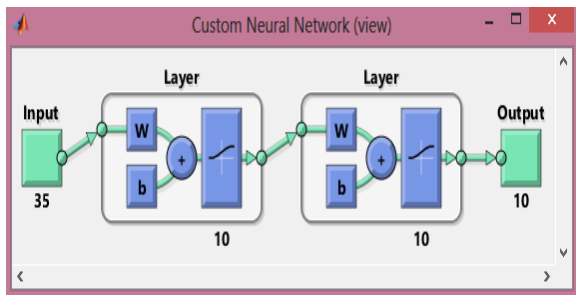 Custom Neural Network (view)
Layer
Layer
Input
Output
W
W
+
+
b
b
35
10
10
10